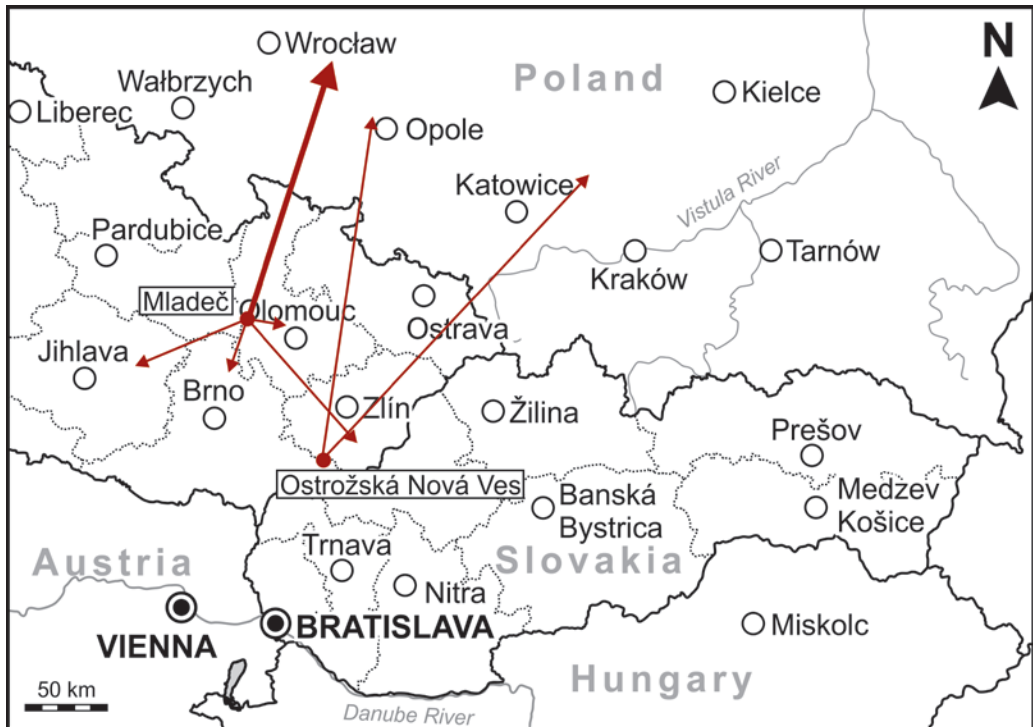 Wrocław
N
Poland
Wałbrzych
Kielce
Liberec
Opole
Katowice
Vistula River
Pardubice
Kraków
Tarnów
Mladeč
Olomouc
Ostrava
Jihlava
Brno
Zlín
Žilina
Prešov
Ostrožská Nová Ves
Banská
Bystrica
Medzev
Košice
Trnava
Slovakia
Austria
Nitra
VIENNA
BRATISLAVA
Miskolc
Hungary
50 km
Danube River